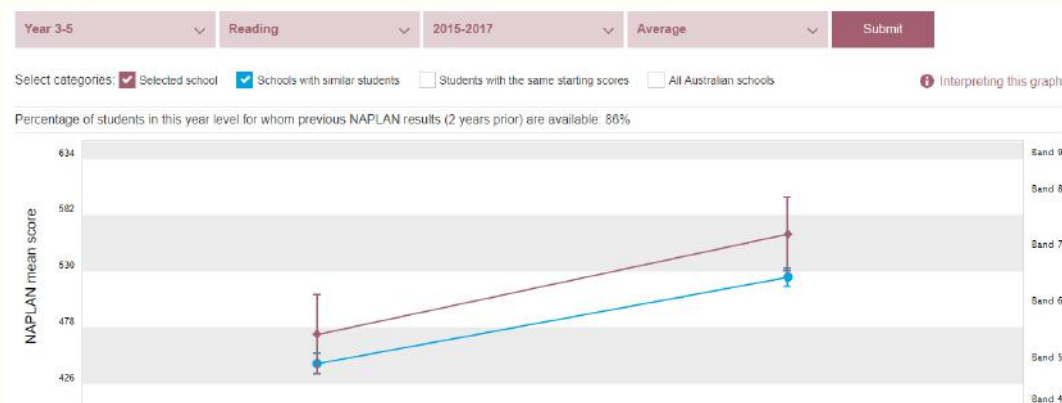 Year 3-5 Reading 2015-2017 Average Submit
Select categories: Selected school Schools with similar students Students with the same starting scores All Australian schools Interpreting this graph
Percentage of students in this year level for whom previous NAPLAN results (2 years prior) are available: 86%
NAPLAN mean score
634 Band 9
Band 8
582
Band 7
530
Band 6
478
Band 5
426
Band 4